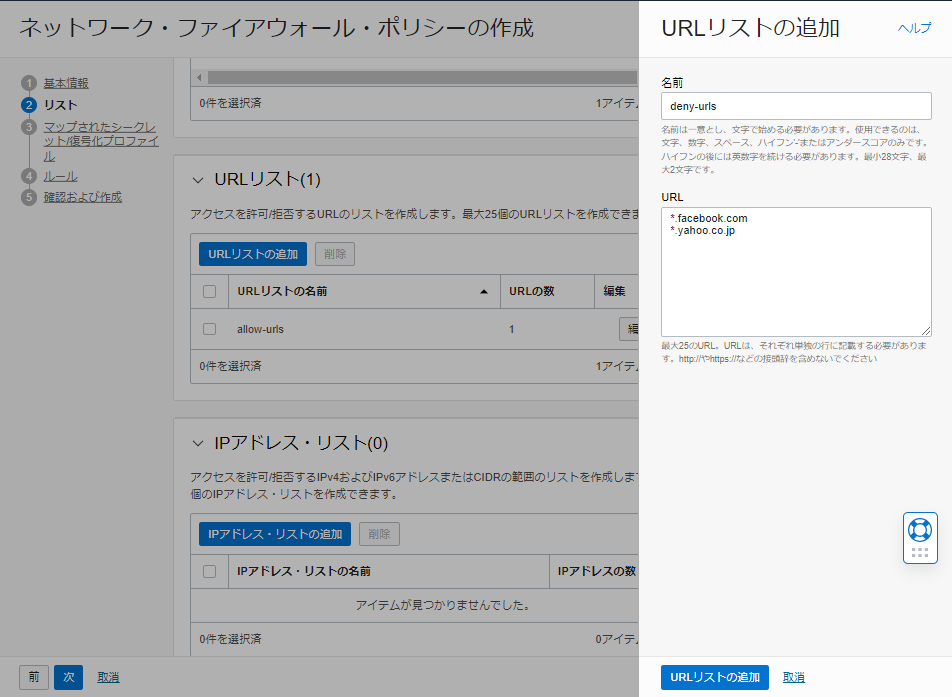 ネットワーク・ファイアウォール・ポリシーの作成
1 基本情報
2 リスト
3 マップされたシークレ
ット/復号化プロファイ
ル
4 ルール
5 確認および作成
0件を選択済
1アイテ
URLリスト(1)
アクセスを許可/拒否するURLのリストを作成します。最大25個のURLリストを作成できま
URLリストの追加 削除
URLリストの名前 URLの数 編集
allow-urls 1 編
0件を選択済 1アイテ
IPアドレス・リスト(0)
アクセスを許可/拒否するIPv4およびIPv6アドレスまたはCIDRの範囲のリストを作成しま
個のIPアドレス・リストを作成できます。
IPアドレス・リストの追加 削除
IPアドレス・リストの名前 IPアドレスの数
アイテムが見つかりませんでした。
0件を選択済 0アイテ
前 次 取消
URLリストの追加
ヘルプ
名前
deny-urls
名前は一意とし、文字で始める必要があります。使用できるのは、
文字、数字、スペース、ハイフン'-'またはアンダースコアのみです。
ハイフンの後には英数字を続ける必要があります。最小28文字、最
大2文字です。
URL
*.facebook.com
*.yahoo.co.jp
最大25のURL。URLは、それぞれ単独の行に記載する必要がありま
す。http://やhttps://などの接頭辞を含めないでください
URLリストの追加 取消